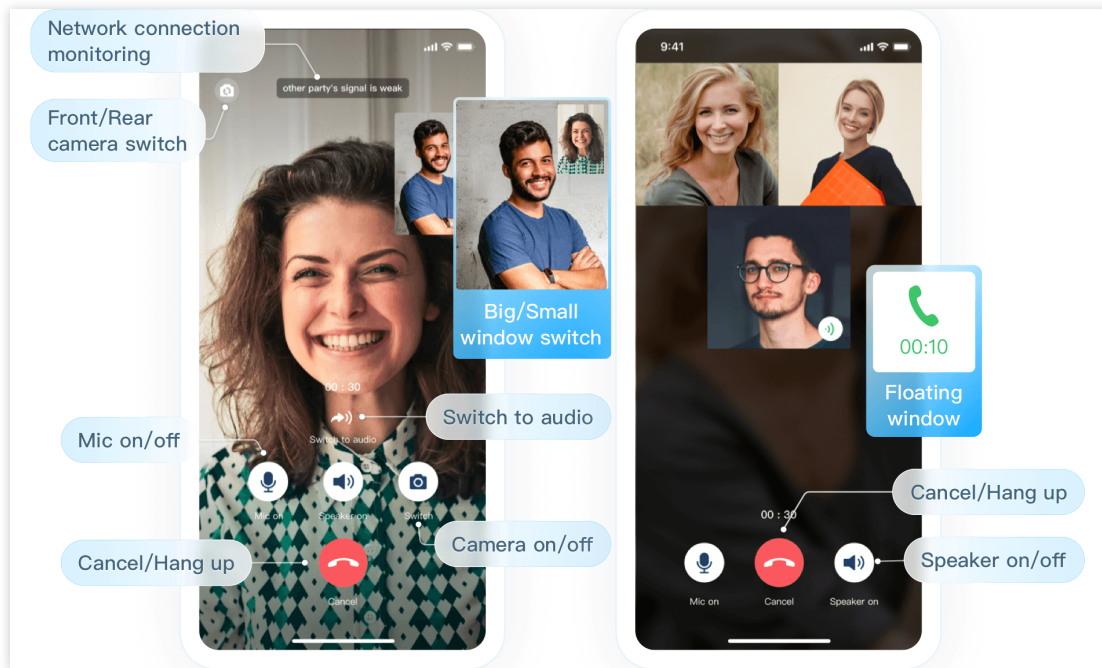 Network connection
monitoring
other party's signal is weak
Front/Rear
camera switch
Big/Small
window switch
00 : 30
Switch to audio
Switch to audio
Mic on/off
Mic on
Speaker on
Switch
Camera on/off
Cancel/Hang up
Cancel
9:41
00:10
Floating
window
Cancel/Hang up
00 : 30
Speaker on/off
Mic on
Cancel
Speaker on